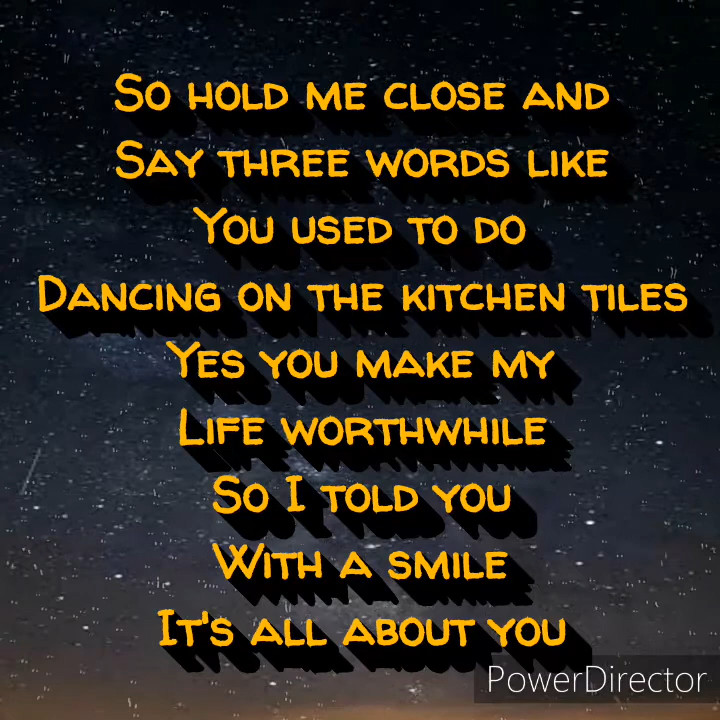 So hold me close and
Say three words like
You used to do
Dancing on the kitchen tiles
Yes you make my
Life worthwhile
So I told you
With a smile
It's all about you
PowerDirector